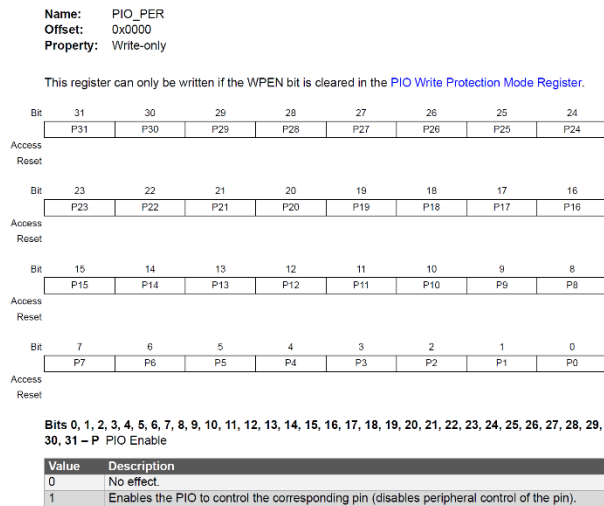 Name: PIO_PER
Offset: 0x0000
Property: Write-only
This register can only be written if the WPEN bit is cleared in the PIO Write Protection Mode Register.
Bit 31 30 29 28 27 26 25 24
P31 P30 P29 P28 P27 P26 P25 P24
Access
Reset
Bit 23 22 21 20 19 18 17 16
P23 P22 P21 P20 P19 P18 P17 P16
Access
Reset
Bit 15 14 13 12 11 10 9 8
P15 P14 P13 P12 P11 P10 P9 P8
Access
Reset
Bit 7 6 5 4 3 2 1 0
P7 P6 P5 P4 P3 P2 P1 P0
Access
Reset
Bits 0, 1, 2, 3, 4, 5, 6, 7, 8, 9, 10, 11, 12, 13, 14, 15, 16, 17, 18, 19, 20, 21, 22, 23, 24, 25, 26, 27, 28, 29,
30, 31 – P PIO Enable
Value Description
0 No effect.
1 Enables the PIO to control the corresponding pin (disables peripheral control of the pin).